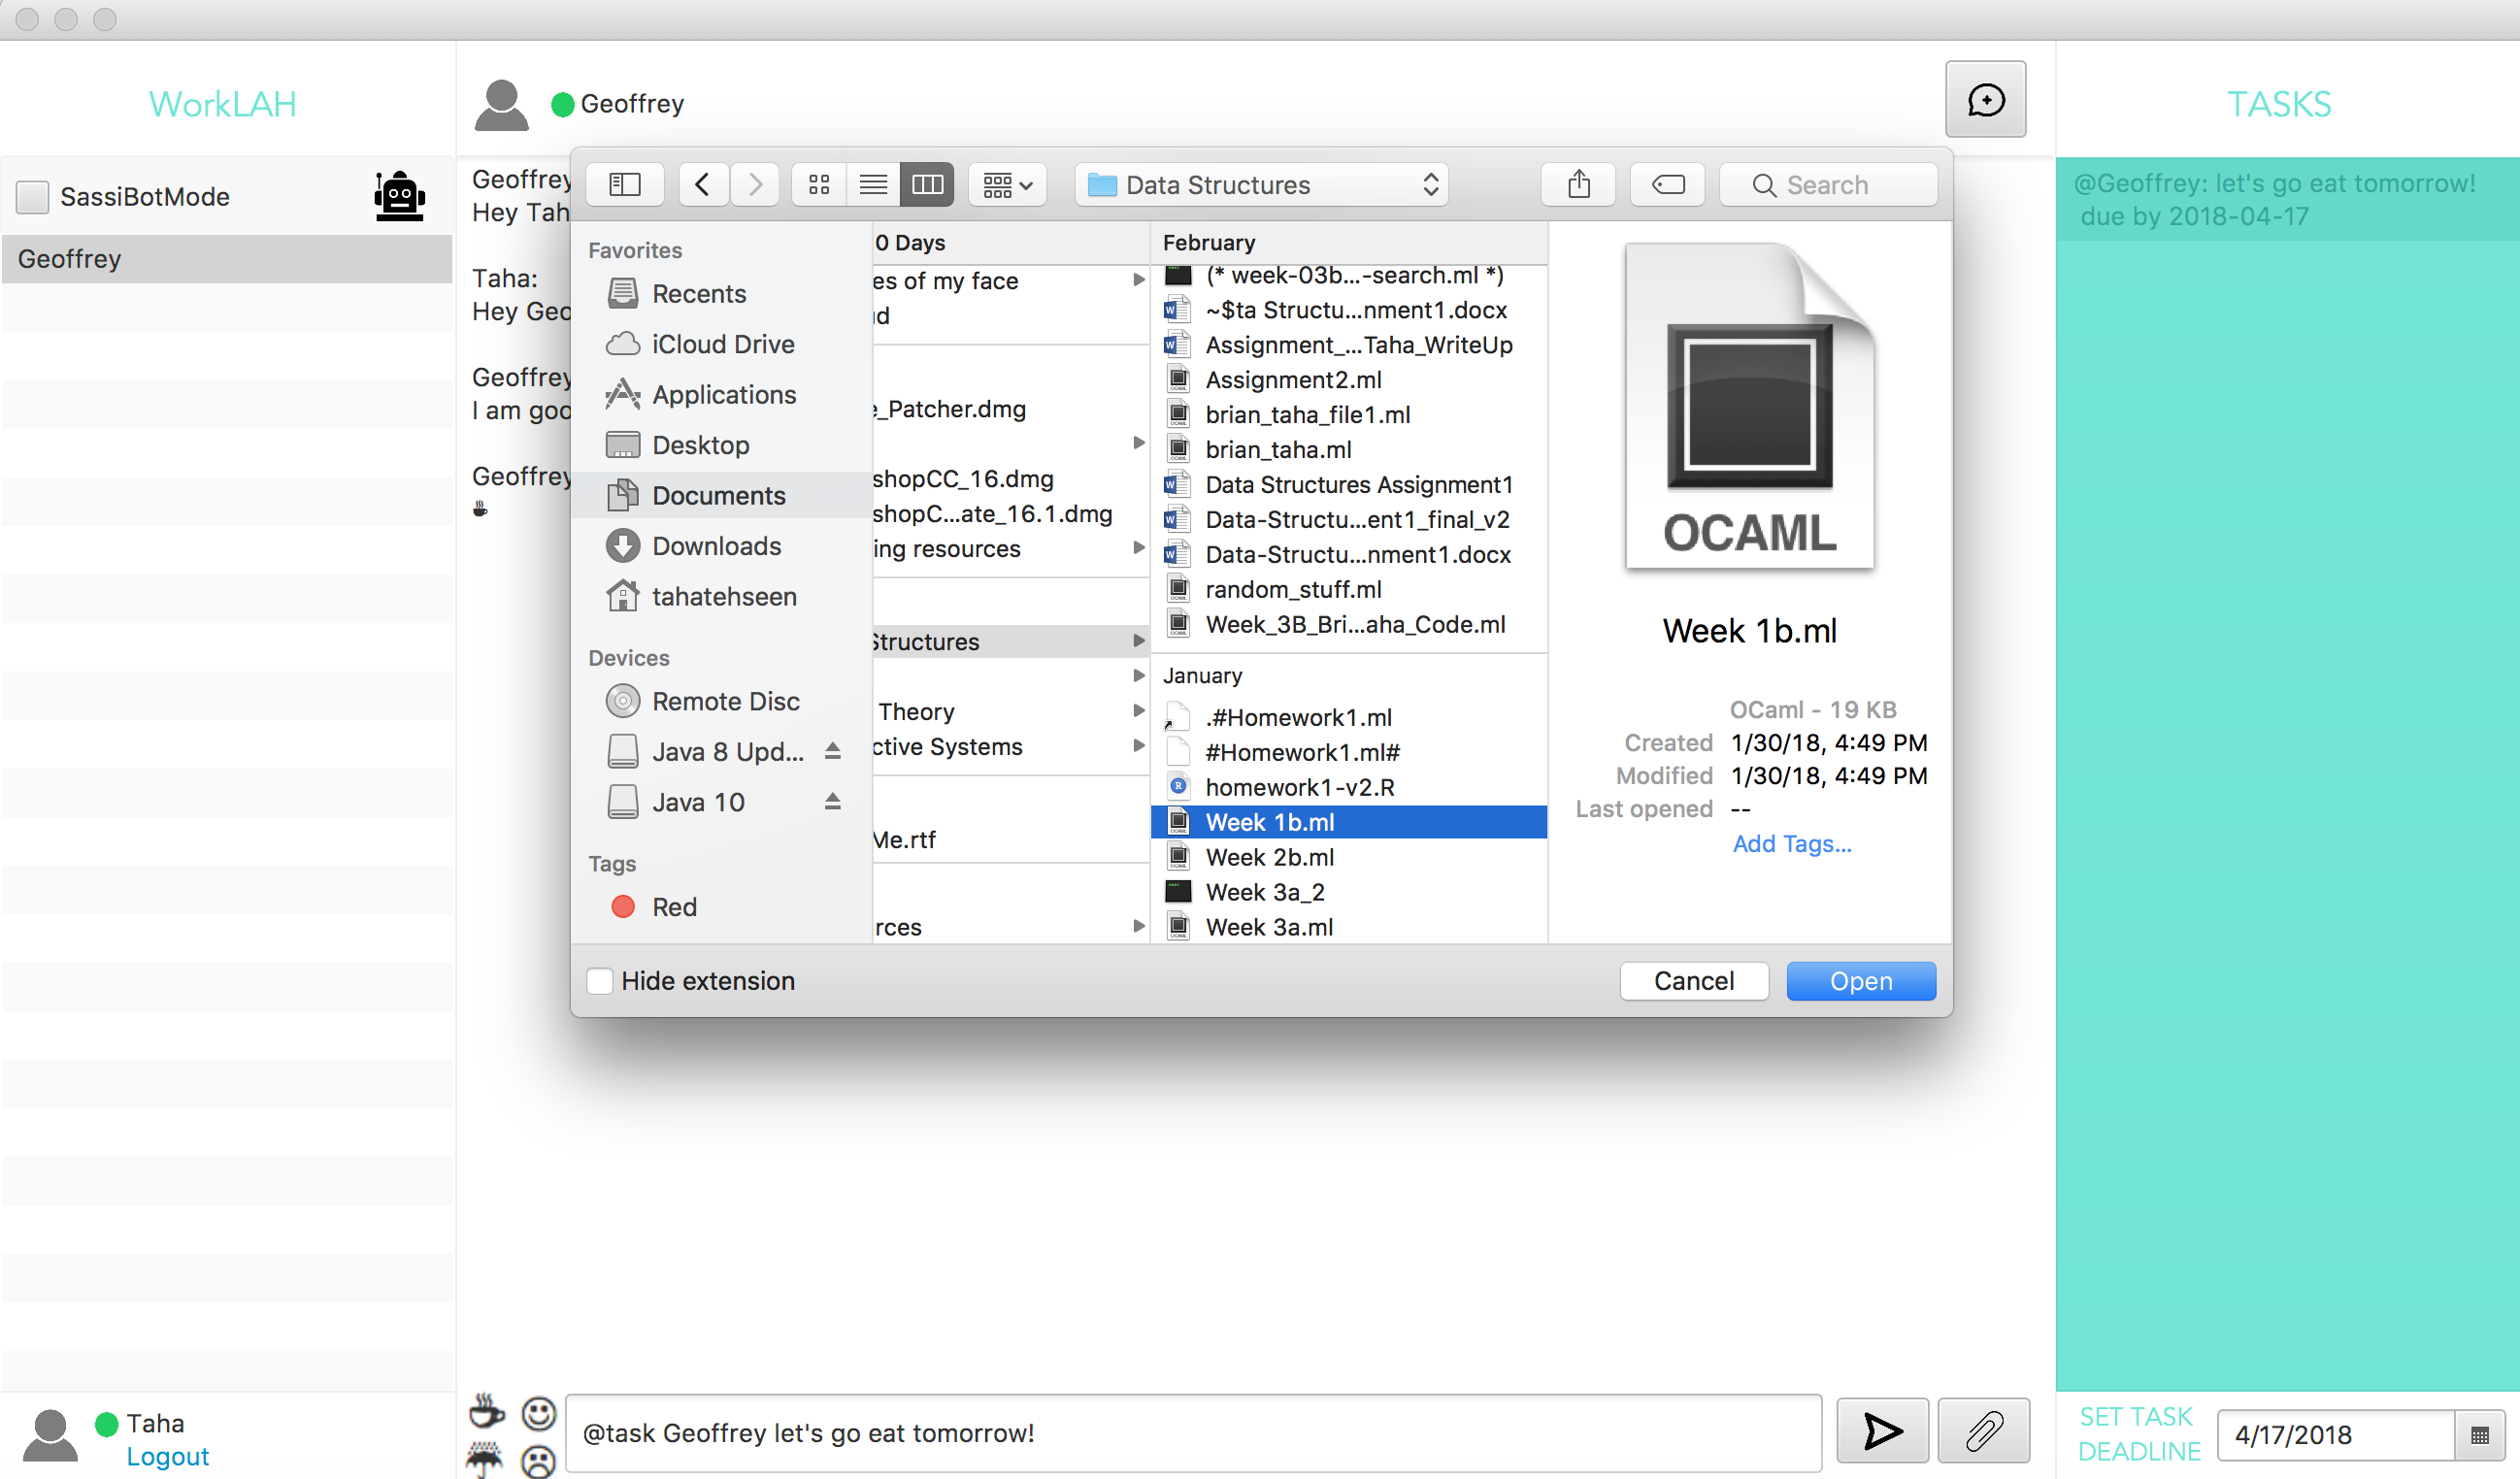 WorkLAH
SassiBotMode
Geoffrey
Taha
Logout
Geoffrey
Geoffrey
Hey Tah
Taha:
Hey Geo
Geoffrey
I am goo
Geoffrey
Data Structures
Search
Favorites
Recents
iCloud Drive
Applications
Desktop
Documents
Downloads
tahatehseen
Devices
Remote Disc
Java 8 Upd...
Java 10
Tags
Red
0 Days
es of my face
d
e_Patcher.dmg
shopCC_16.dmg
shopC...ate_16.1.dmg
ing resources
Structures
Theory
ctive Systems
Me.rtf
rces
February
(* week-03b...-search.ml *)
~$ta Structu...nment1.docx
Assignment_...Taha_WriteUp
Assignment2.ml
brian_taha_file1.ml
brian_taha.ml
Data Structures Assignment1
Data-Structu...ent1_final_v2
Data-Structu...nment1.docx
random_stuff.ml
Week_3B_Bri...aha_Code.ml
January
.#Homework1.ml
#Homework1.ml#
homework1-v2.R
Week 1b.ml
Week 2b.ml
Week 3a_2
Week 3a.ml
OCAML
Week 1b.ml
OCaml - 19 KB
Created 1/30/18, 4:49 PM
Modified 1/30/18, 4:49 PM
Last opened --
Add Tags...
Hide extension
Cancel
Open
@task Geoffrey let's go eat tomorrow!
TASKS
@Geoffrey: let's go eat tomorrow!
due by 2018-04-17
SET TASK
DEADLINE
4/17/2018